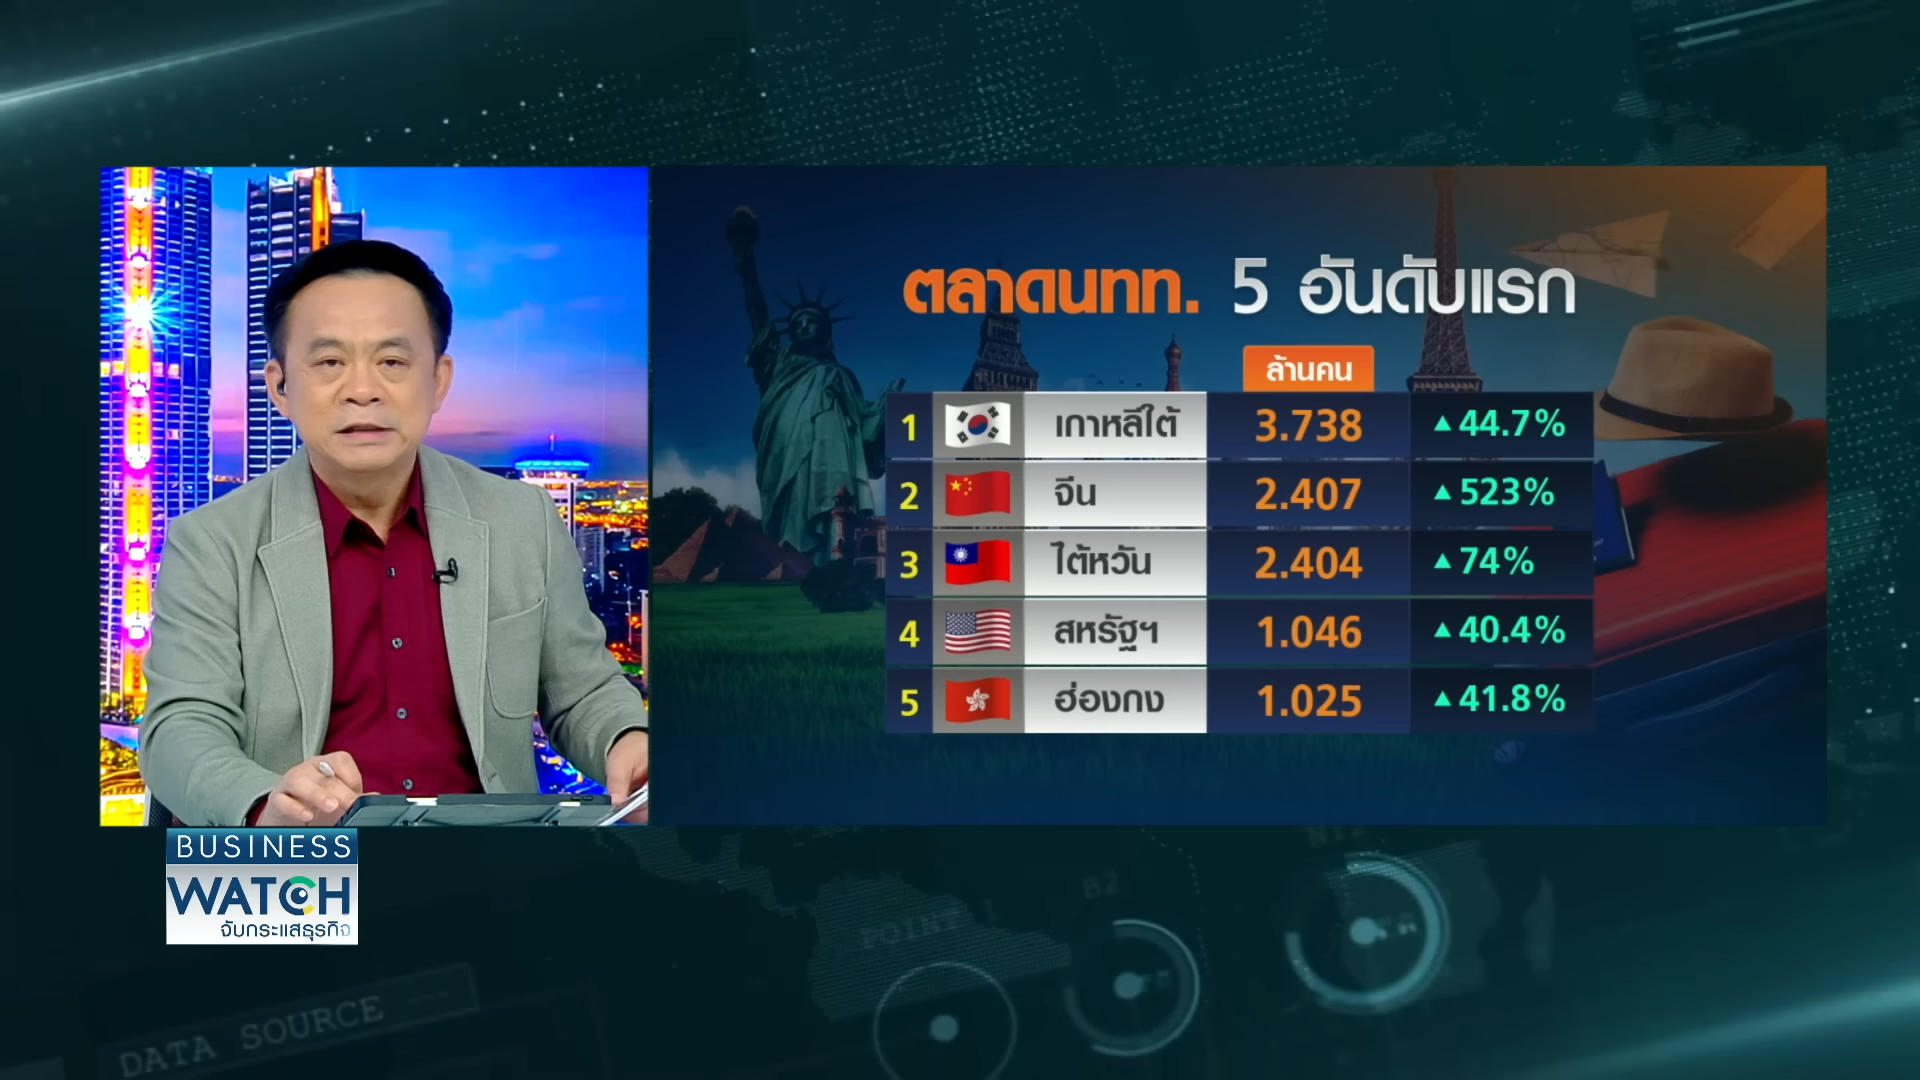 ตลาดนทท. 5 อันดับแรก
ล้านคน
1 เกาหลีใต้ 3.738 ▲44.7%
2 จีน 2.407 ▲523%
3 ไต้หวัน 2.404 ▲74%
4 สหรัฐฯ 1.046 ▲40.4%
5 ฮ่องกง 1.025 ▲41.8%
BUSINESS
WATCH
จับกระแสธุรกิจ
POINT
B2
DATA SOURCE